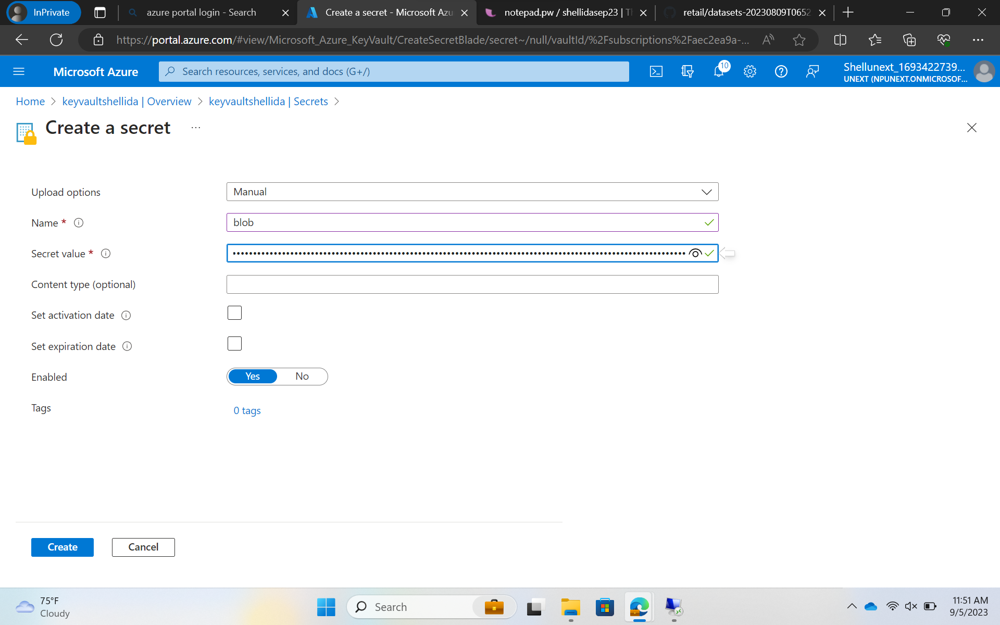 InPrivate
azure portal login - Search
Create a secret - Microsoft Azu
notepad.pw / shellidasep23 | Th
retail/datasets-20230809T0652
https://portal.azure.com/#view/Microsoft_Azure_KeyVault/CreateSecretBlade/secret~/null/vaultId/%2Fsubscriptions%2Faec2ea9a-...
Microsoft Azure
Search resources, services, and docs (G+/)
10
Shellunext_1693422739...
UNEXT (NPUNEXT.ONMICROSOF...
Home > keyvaultshellida | Overview > keyvaultshellida | Secrets >
Create a secret ...
Upload options
Manual
Name *
blob
Secret value *
Content type (optional)
Set activation date
Set expiration date
Enabled
Yes No
Tags
0 tags
Create
Cancel
75°F
Cloudy
Search
11:51 AM
9/5/2023